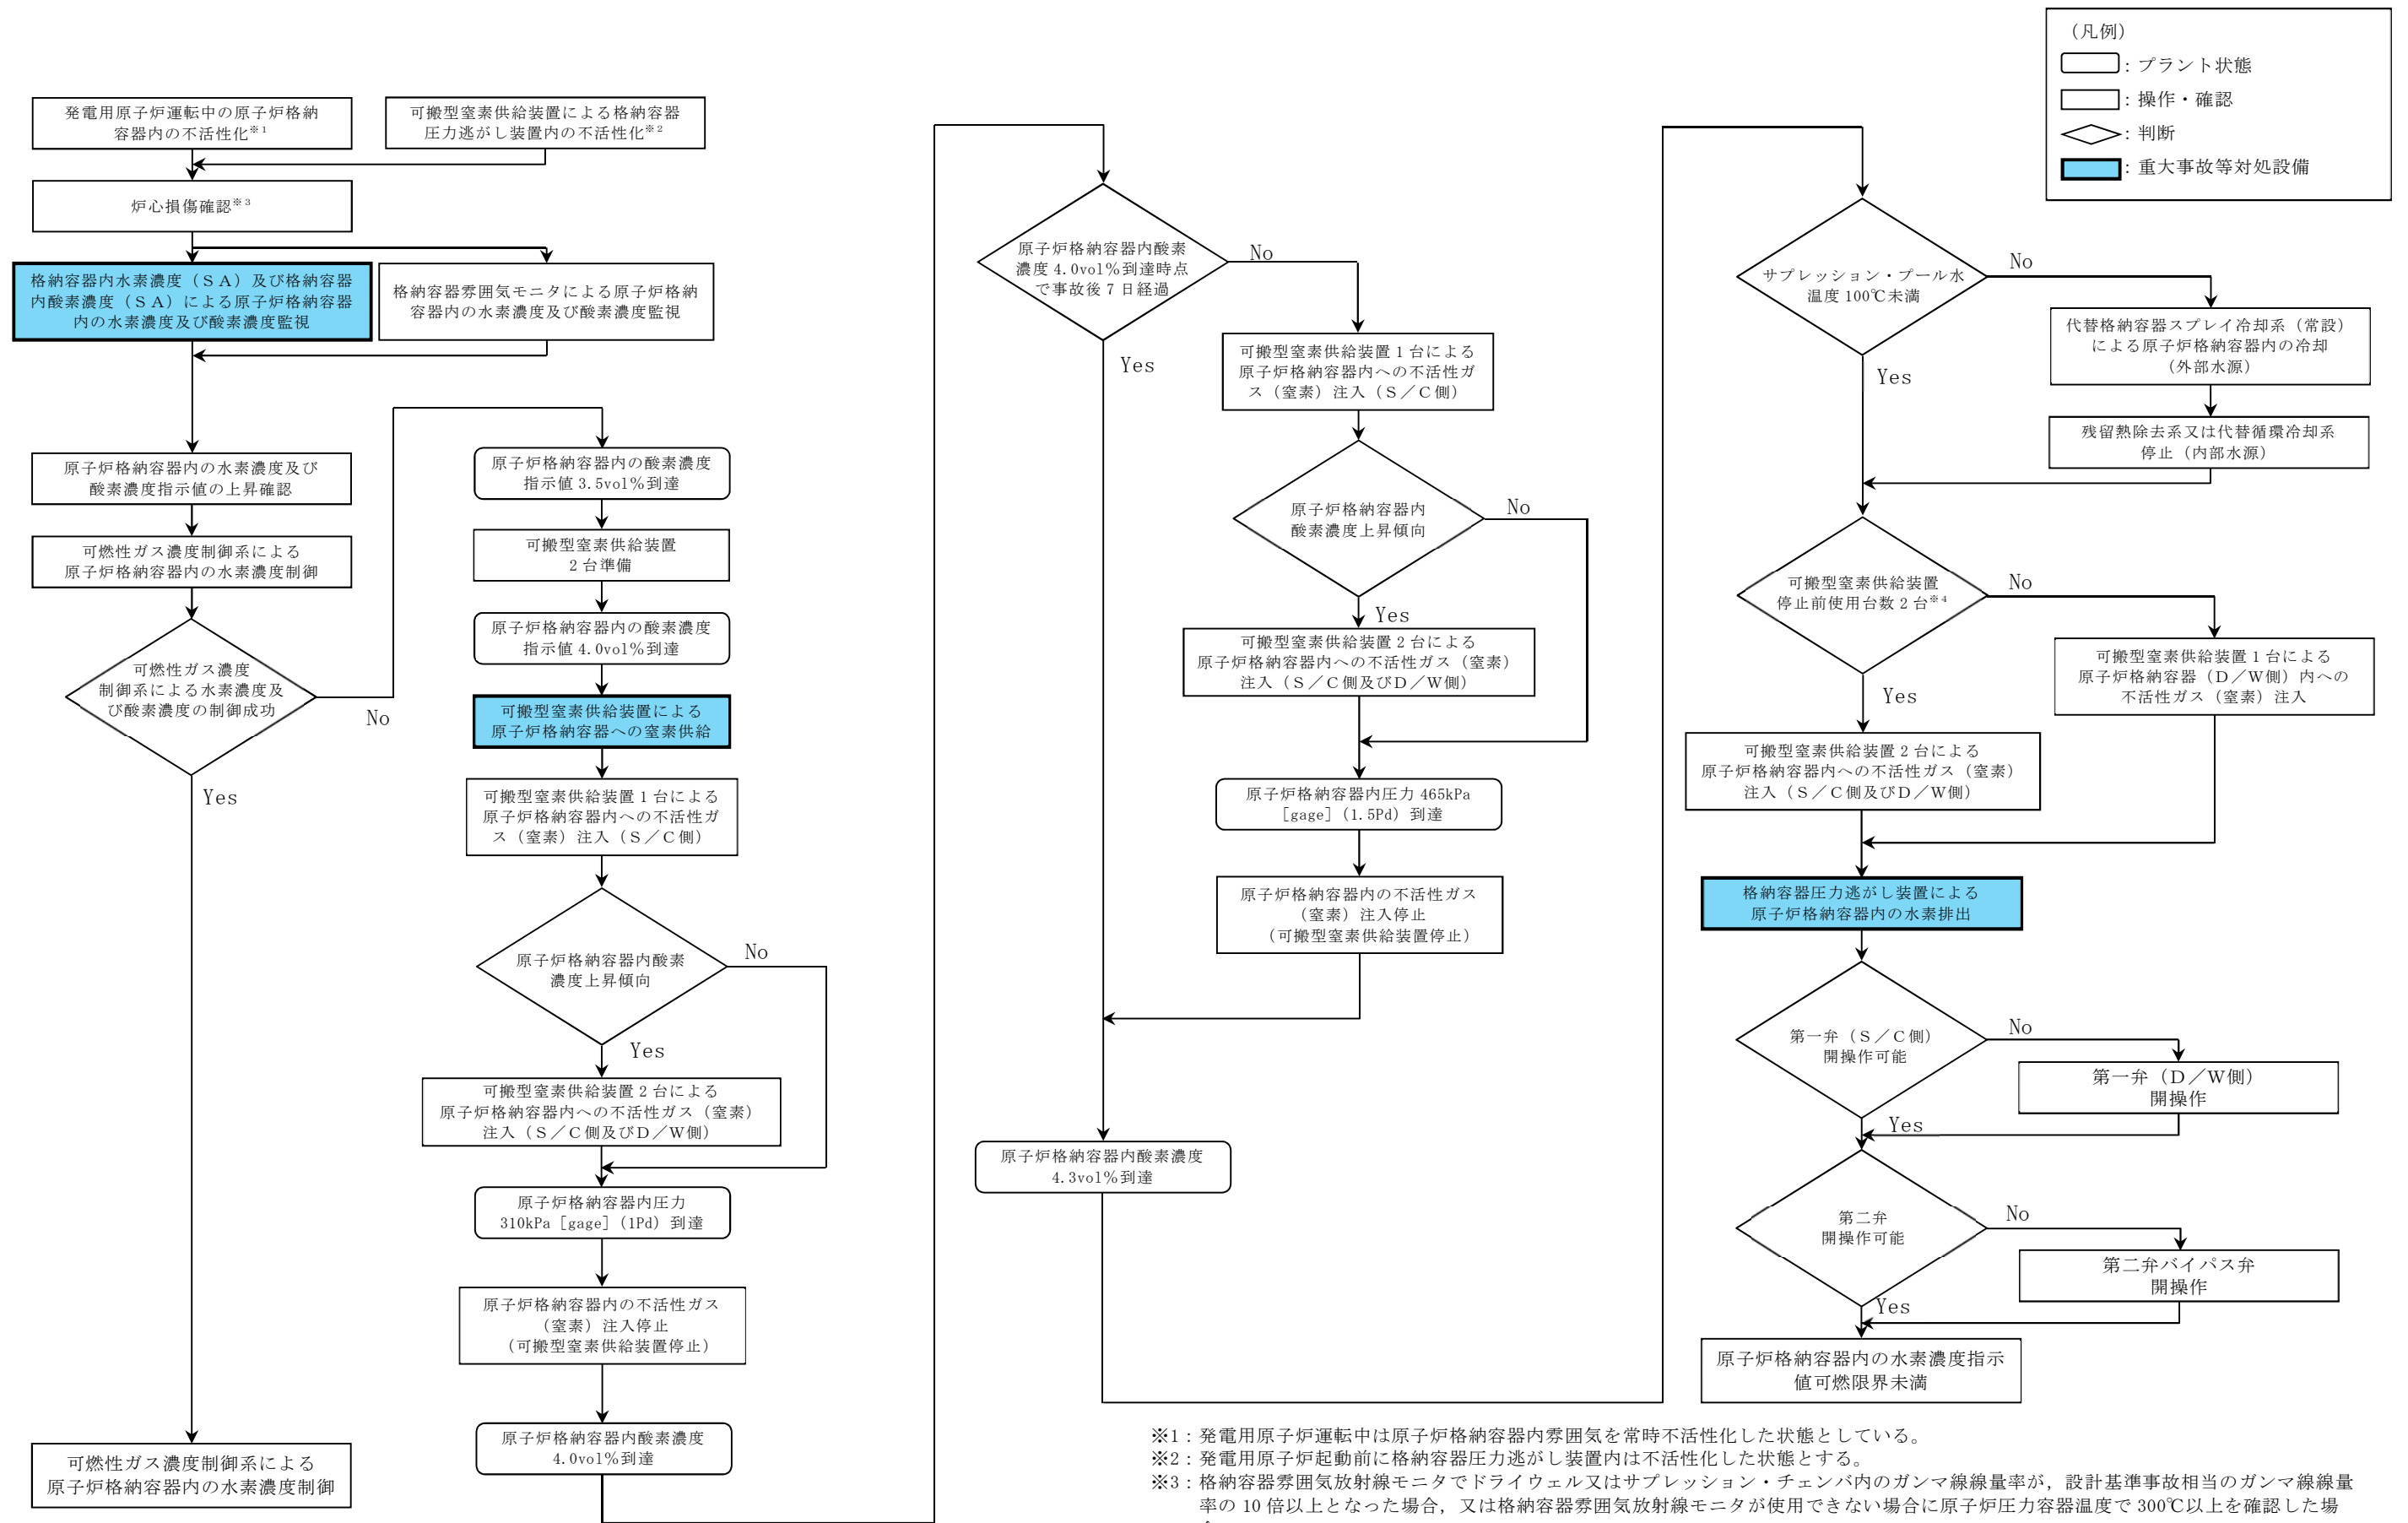 （凡例）
：プラント状態
：操作・確認
：判断
：重大事故等対処設備
発電用原子炉運転中の原子炉格納
容器内の不活性化※1
可搬型窒素供給装置による格納容器
圧力逃がし装置内の不活性化※2
炉心損傷確認※3
格納容器内水素濃度（ＳＡ）及び格納容器
内酸素濃度（ＳＡ）による原子炉格納容器
内の水素濃度及び酸素濃度監視
格納容器雰囲気モニタによる原子炉格納
容器内の水素濃度及び酸素濃度監視
原子炉格納容器内の水素濃度及び
酸素濃度指示値の上昇確認
可燃性ガス濃度制御系による
原子炉格納容器内の水素濃度制御
可燃性ガス濃度
制御系による水素濃度及
び酸素濃度の制御成功
No
Yes
可燃性ガス濃度制御系による
原子炉格納容器内の水素濃度制御
原子炉格納容器内の酸素濃度
指示値 3.5vol％到達
可搬型窒素供給装置
2 台準備
原子炉格納容器内の酸素濃度
指示値 4.0vol％到達
可搬型窒素供給装置による
原子炉格納容器への窒素供給
可搬型窒素供給装置 1 台による
原子炉格納容器内への不活性ガ
ス（窒素）注入（Ｓ／Ｃ側）
原子炉格納容器内酸素
濃度上昇傾向
No
Yes
可搬型窒素供給装置 2 台による
原子炉格納容器内への不活性ガス（窒素）
注入（Ｓ／Ｃ側及びＤ／Ｗ側）
原子炉格納容器内圧力
310kPa［gage］(1Pd) 到達
原子炉格納容器内の不活性ガス
（窒素）注入停止
（可搬型窒素供給装置停止）
原子炉格納容器内酸素濃度
4.0vol％到達
原子炉格納容器内酸素
濃度 4.0vol％到達時点
で事故後 7 日経過
No
Yes
可搬型窒素供給装置 1 台による
原子炉格納容器内への不活性ガ
ス（窒素）注入（Ｓ／Ｃ側）
原子炉格納容器内
酸素濃度上昇傾向
No
Yes
可搬型窒素供給装置 2 台による
原子炉格納容器内への不活性ガス（窒素）
注入（Ｓ／Ｃ側及びＤ／Ｗ側）
原子炉格納容器内圧力 465kPa
［gage］(1.5Pd) 到達
原子炉格納容器内の不活性ガス
（窒素）注入停止
（可搬型窒素供給装置停止）
原子炉格納容器内酸素濃度
4.3vol％到達
サプレッション・プール水
温度 100℃未満
No
Yes
代替格納容器スプレイ冷却系（常設）
による原子炉格納容器内の冷却
（外部水源）
残留熱除去系又は代替循環冷却系
停止（内部水源）
可搬型窒素供給装置
停止前使用台数 2 台※4
No
Yes
可搬型窒素供給装置 1 台による
原子炉格納容器（Ｄ／Ｗ側）内への
不活性ガス（窒素）注入
可搬型窒素供給装置 2 台による
原子炉格納容器内への不活性ガス（窒素）
注入（Ｓ／Ｃ側及びＤ／Ｗ側）
格納容器圧力逃がし装置による
原子炉格納容器内の水素排出
第一弁（Ｓ／Ｃ側）
開操作可能
No
Yes
第一弁（Ｄ／Ｗ側）
開操作
第二弁
開操作可能
No
Yes
第二弁バイパス弁
開操作
原子炉格納容器内の水素濃度指示
値可燃限界未満
※1：発電用原子炉運転中は原子炉格納容器内雰囲気を常時不活性化した状態としている。
※2：発電用原子炉起動前に格納容器圧力逃がし装置内は不活性化した状態とする。
※3：格納容器雰囲気放射線モニタでドライウェル又はサプレッション・チェンバ内のガンマ線線量率が，設計基準事故相当のガンマ線線量
率の 10 倍以上となった場合，又は格納容器雰囲気放射線モニタが使用できない場合に原子炉圧力容器温度で 300℃以上を確認した場